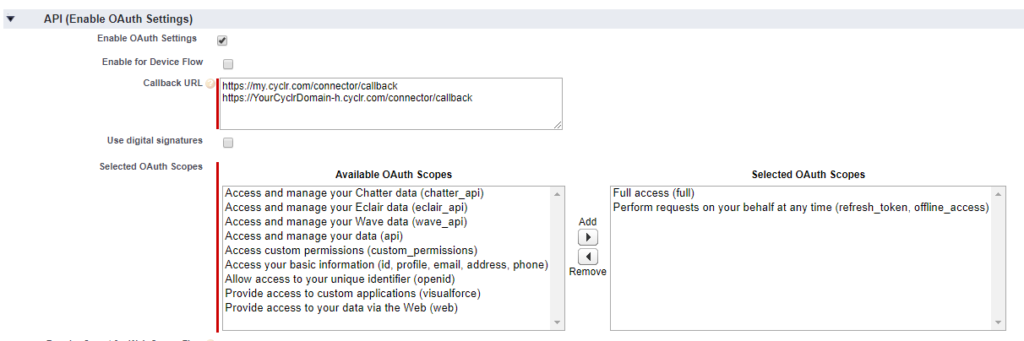 API (Enable OAuth Settings)
Enable OAuth Settings
Enable for Device Flow
Callback URL
https://my.cyclr.com/connector/callback
https://YourCyclrDomain-h.cyclr.com/connector/callback
Use digital signatures
Selected OAuth Scopes
Available OAuth Scopes
Access and manage your Chatter data (chatter_api)
Access and manage your Eclair data (eclair_api)
Access and manage your Wave data (wave_api)
Access and manage your data (api)
Access custom permissions (custom_permissions)
Access your basic information (id, profile, email, address, phone)
Allow access to your unique identifier (openid)
Provide access to custom applications (visualforce)
Provide access to your data via the Web (web)
Add
Remove
Selected OAuth Scopes
Full access (full)
Perform requests on your behalf at any time (refresh_token, offline_access)